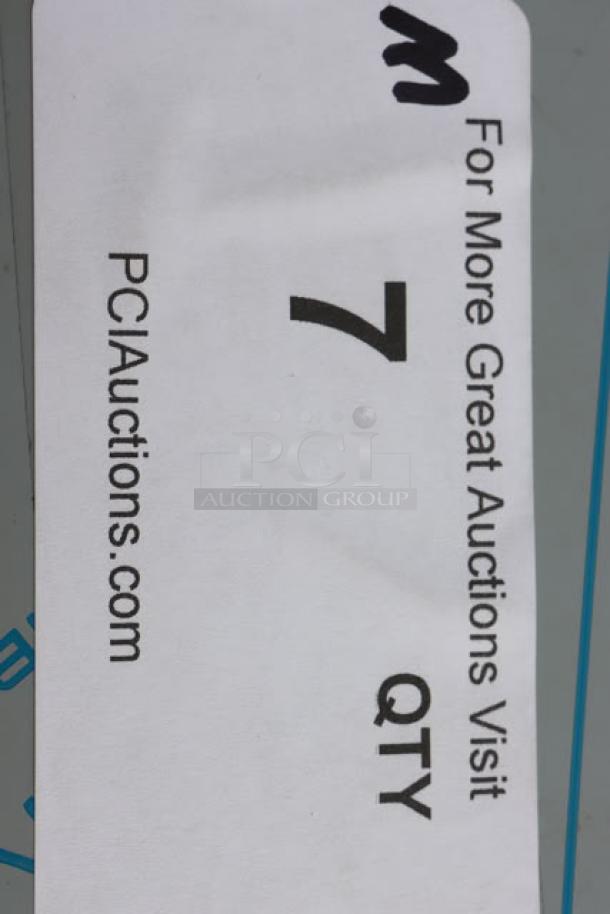 M
For More Great Auctions Visit
7 QTY
PCIAuctions.com
PCI
AUCTION GROUP